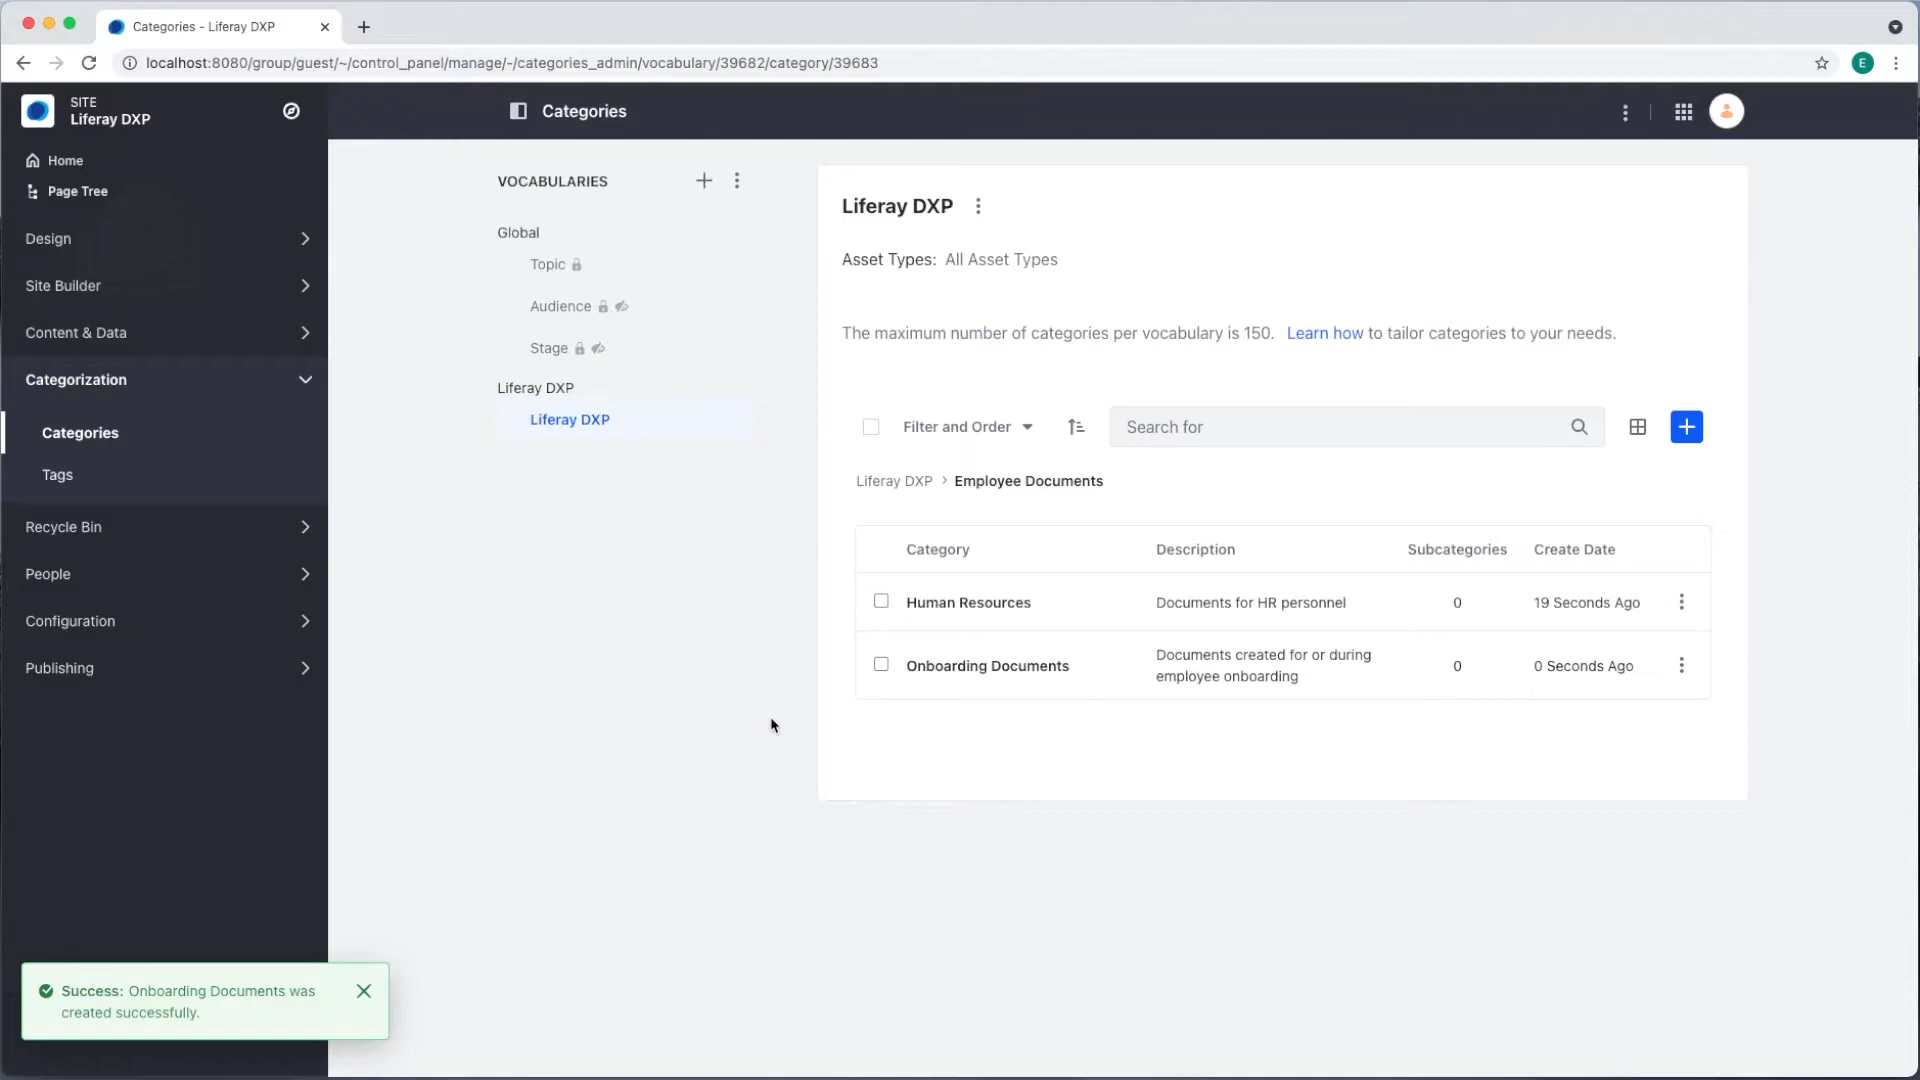 Categories - Liferay DXP
localhost:8080/group/guest/~/control_panel/manage/-/categories_admin/vocabulary/39682/category/39683
E
SITE
Liferay DXP
Home
Page Tree
Design
Site Builder
Content & Data
Categorization
Categories
Tags
Recycle Bin
People
Configuration
Publishing
Success: Onboarding Documents was
created successfully.
Categories
VOCABULARIES
Global
Topic
Audience
Stage
Liferay DXP
Liferay DXP
Liferay DXP
Asset Types: All Asset Types
The maximum number of categories per vocabulary is 150. Learn how to tailor categories to your needs.
Filter and Order
Search for
Liferay DXP > Employee Documents
Category Description Subcategories Create Date
Human Resources Documents for HR personnel 0 19 Seconds Ago
Onboarding Documents Documents created for or during employee onboarding 0 0 Seconds Ago